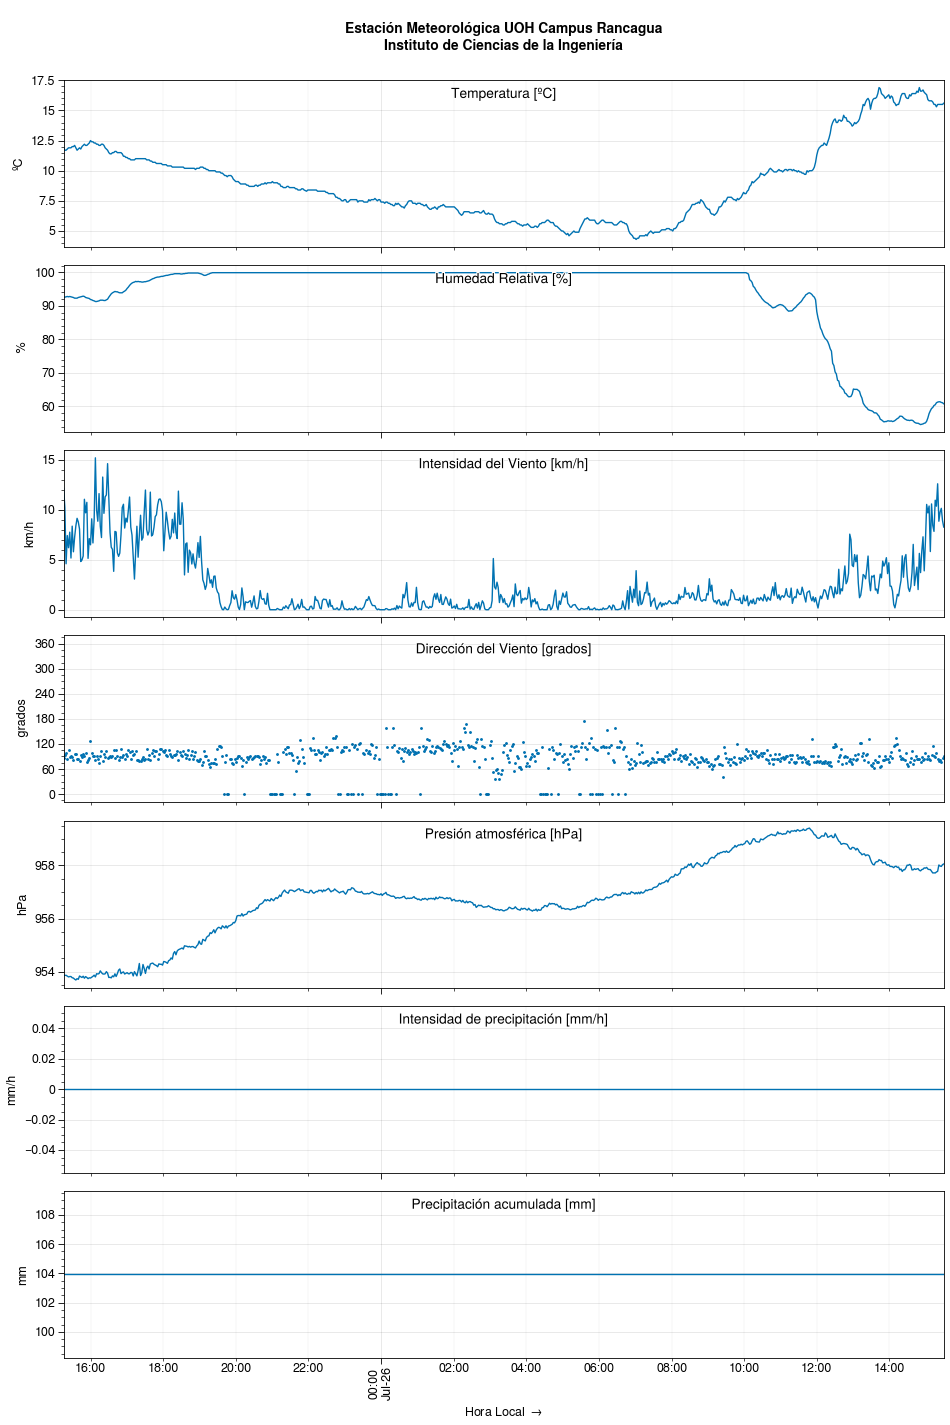 Estación Meteorológica UOH Campus Rancagua
Instituto de Ciencias de la Ingeniería
Temperatura [ºC]
ºC
17.5
15
12.5
10
7.5
5
Humedad Relativa [%]
%
100
90
80
70
60
Intensidad del Viento [km/h]
km/h
15
10
5
0
Dirección del Viento [grados]
grados
360
300
240
180
120
60
0
Presión atmosférica [hPa]
hPa
958
956
954
Intensidad de precipitación [mm/h]
mm/h
0.04
0.02
0
−0.02
−0.04
Precipitación acumulada [mm]
mm
108
106
104
102
100
16:00 18:00 20:00 22:00 00:00 02:00 04:00 06:00 08:00 10:00 12:00 14:00
Jul-26
Hora Local →